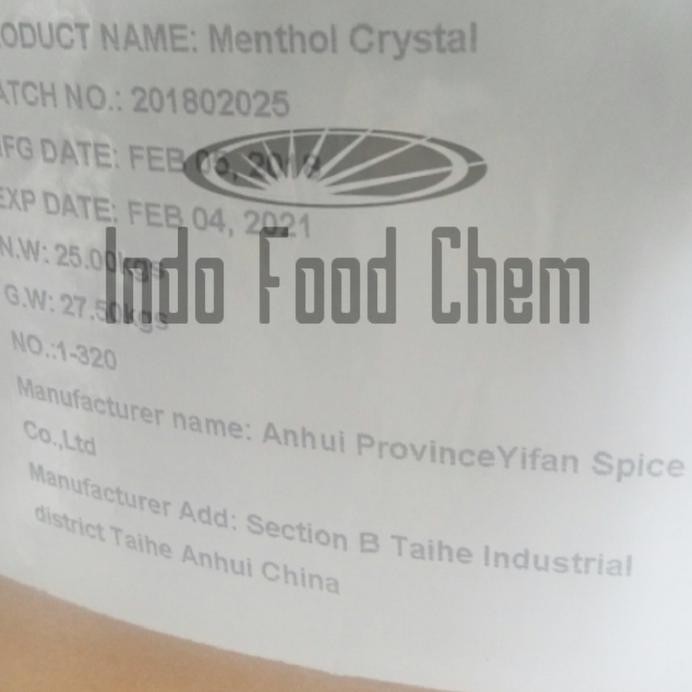 ODUCT NAME: Menthol Crystal
ATCH NO.: 201802025
FG DATE: FEB 05, 2018
EXP DATE: FEB 04, 2021
N.W: 25.00kgs
G.W: 27.50kgs
Indo Food Chem
NO.:1-320
Manufacturer name: Anhui ProvinceYifan Spice
Co.,Ltd
Manufacturer Add: Section B Taihe Industrial
district Taihe Anhui China